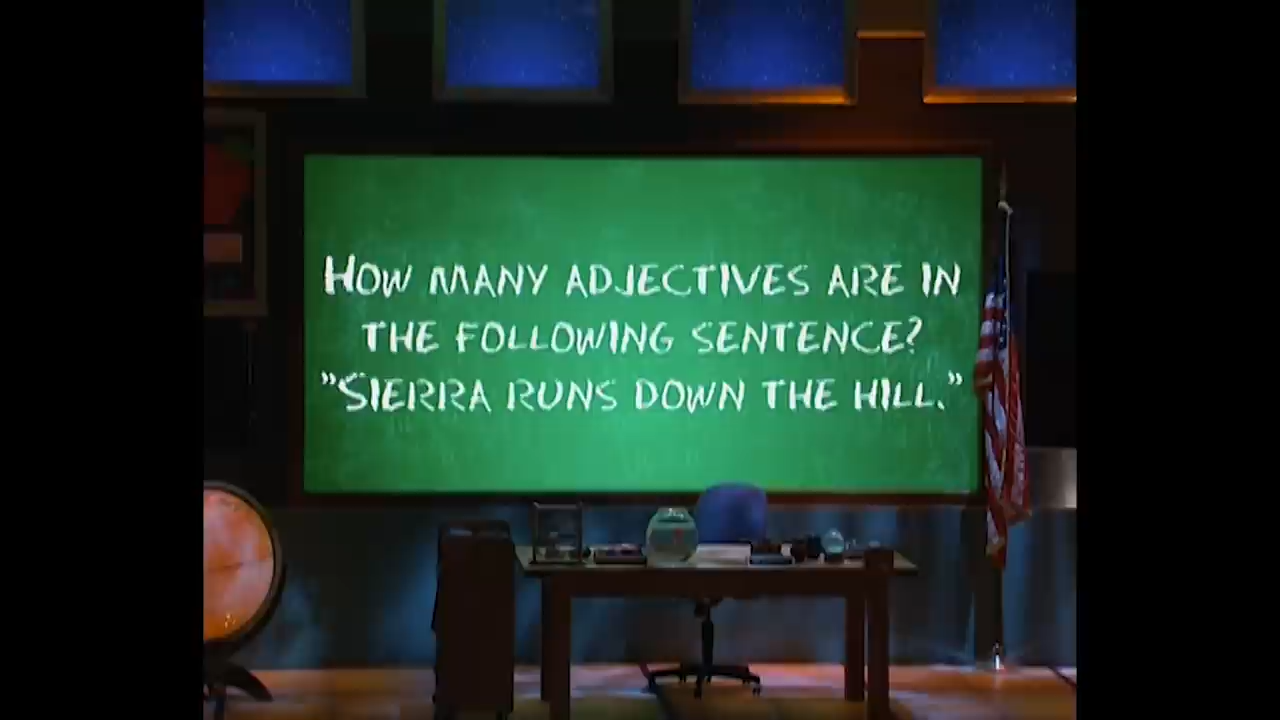 HOW MANY ADJECTIVES ARE IN
THE FOLLOWING SENTENCE?
"SIERRA RUNS DOWN THE HILL."